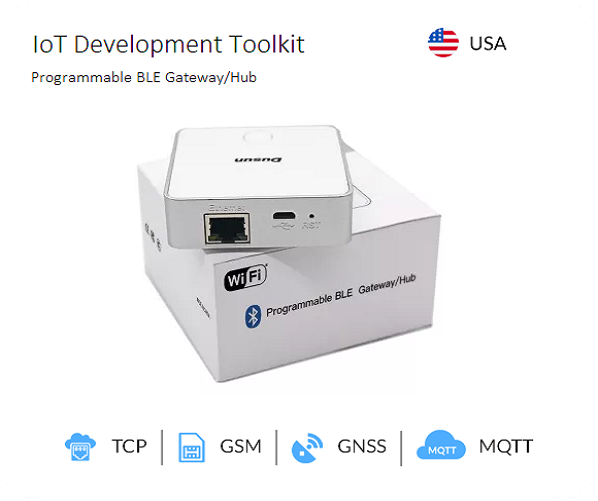 IoT Development Toolkit
USA
Programmable BLE Gateway/Hub
Dusun
Ethernet
RST
WiFi
Programmable BLE Gateway/Hub
TCP
GSM
GNSS
MQTT
MQTT